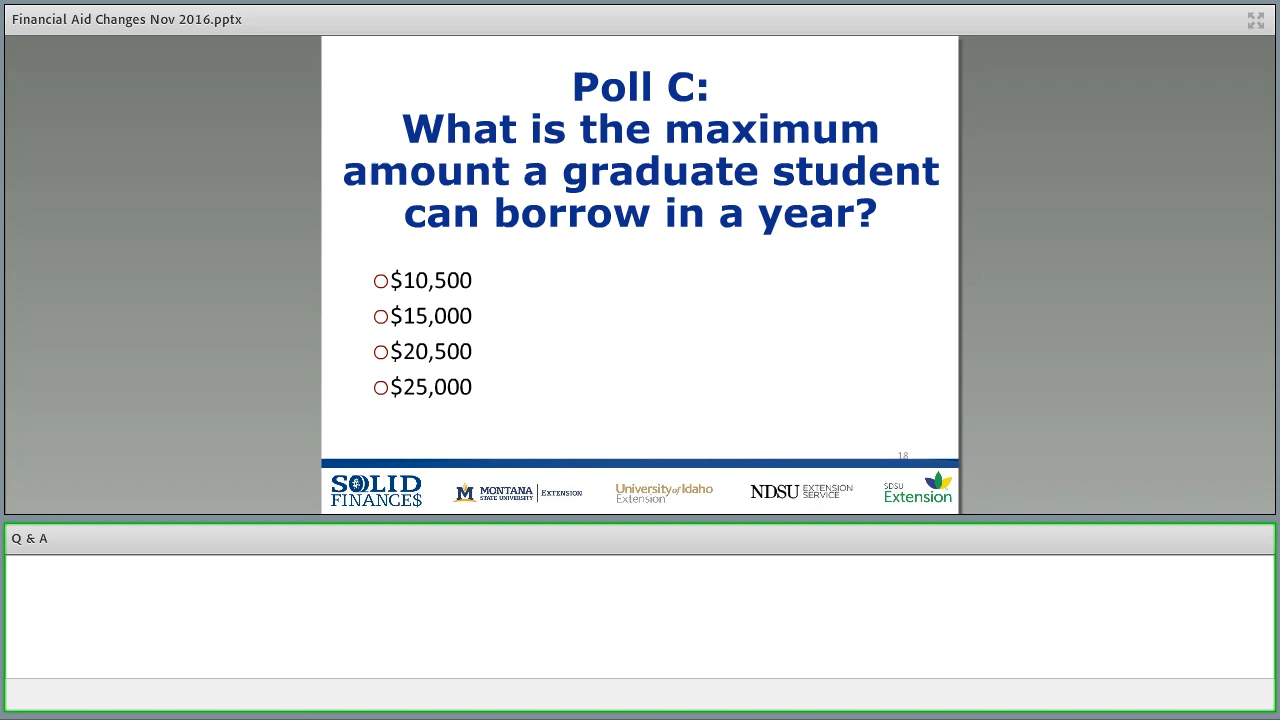 Financial Aid Changes Nov 2016.pptx
Poll C:
What is the maximum
amount a graduate student
can borrow in a year?
$10,500
$15,000
$20,500
$25,000
18
SOLID
FINANCE$
M MONTANA
STATE UNIVERSITY
EXTENSION
University of Idaho
Extension
NDSU EXTENSION
SERVICE
SDSU
Extension
Q & A